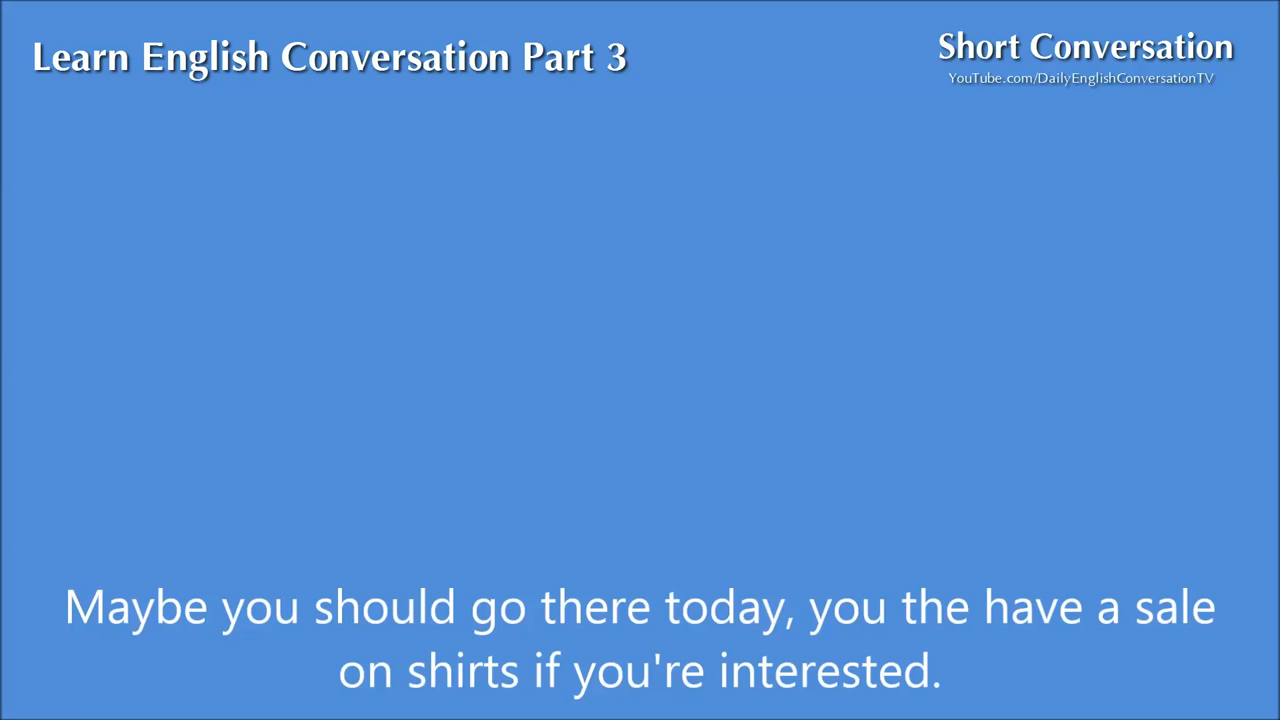 Learn English Conversation Part 3
Short Conversation
YouTube.com/DailyEnglishConversationTV
Maybe you should go there today, you the have a sale
on shirts if you're interested.